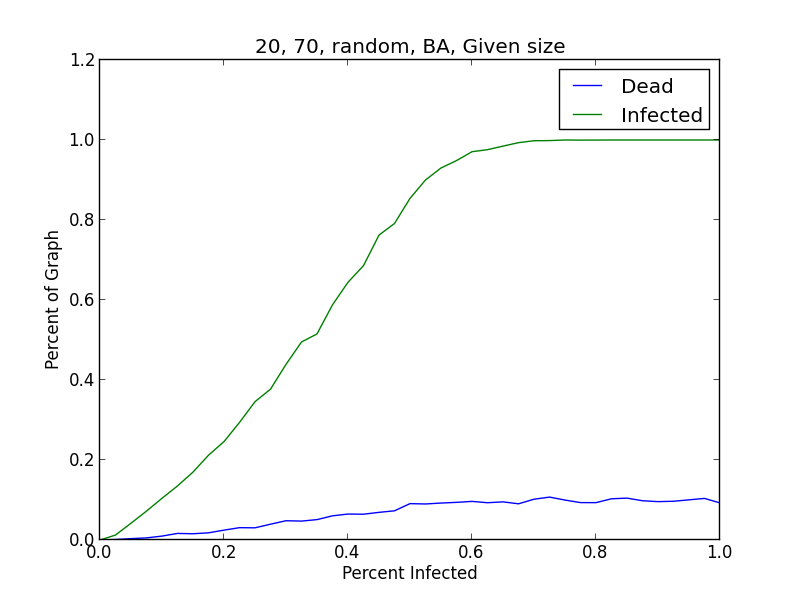 20, 70, random, BA, Given size
Dead
Infected
1.2
1.0
0.8
0.6
0.4
0.2
0.0
Percent of Graph
0.0 0.2 0.4 0.6 0.8 1.0
Percent Infected